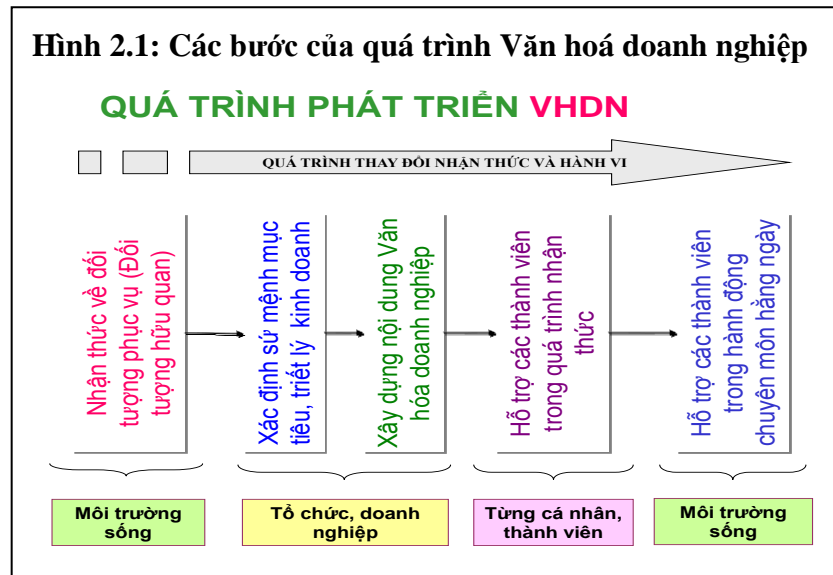 Hình 2.1: Các bước của quá trình Văn hoá doanh nghiệp
QUÁ TRÌNH PHÁT TRIỂN VHDN
QUÁ TRÌNH THAY ĐỔI NHẬN THỨC VÀ HÀNH VI
Nhận thức về đối
tượng phục vụ (Đối
tượng hữu quan)
Xác định sứ mệnh mục
tiêu, triết lý kinh doanh
Xây dựng nội dung Văn
hóa doanh nghiệp
Hỗ trợ các thành viên
trong quá trình nhận
thức
Hỗ trợ các thành viên
trong hành động
chuyên môn hằng ngày
Môi trường
sống
Tổ chức, doanh
nghiệp
Từng cá nhân,
thành viên
Môi trường
sống